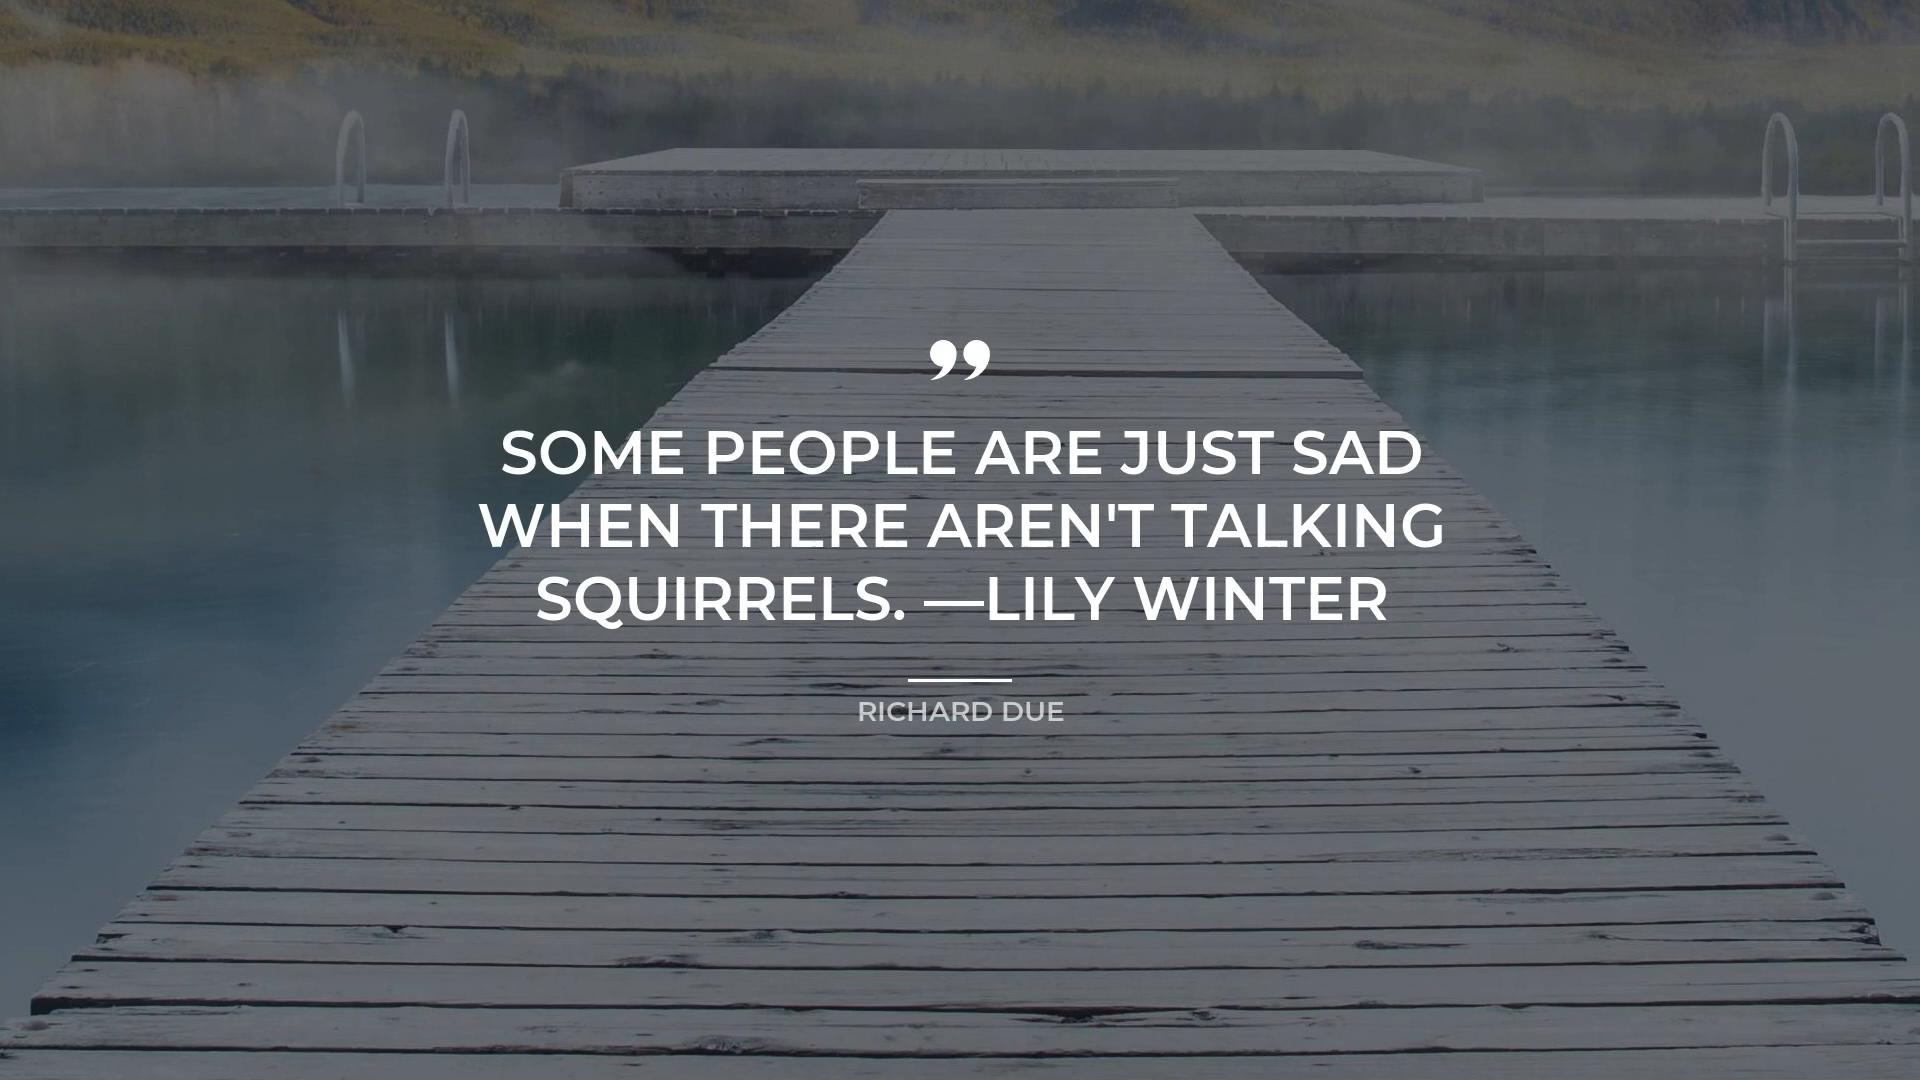 ”
SOME PEOPLE ARE JUST SAD
WHEN THERE AREN'T TALKING
SQUIRRELS. —LILY WINTER
RICHARD DUE